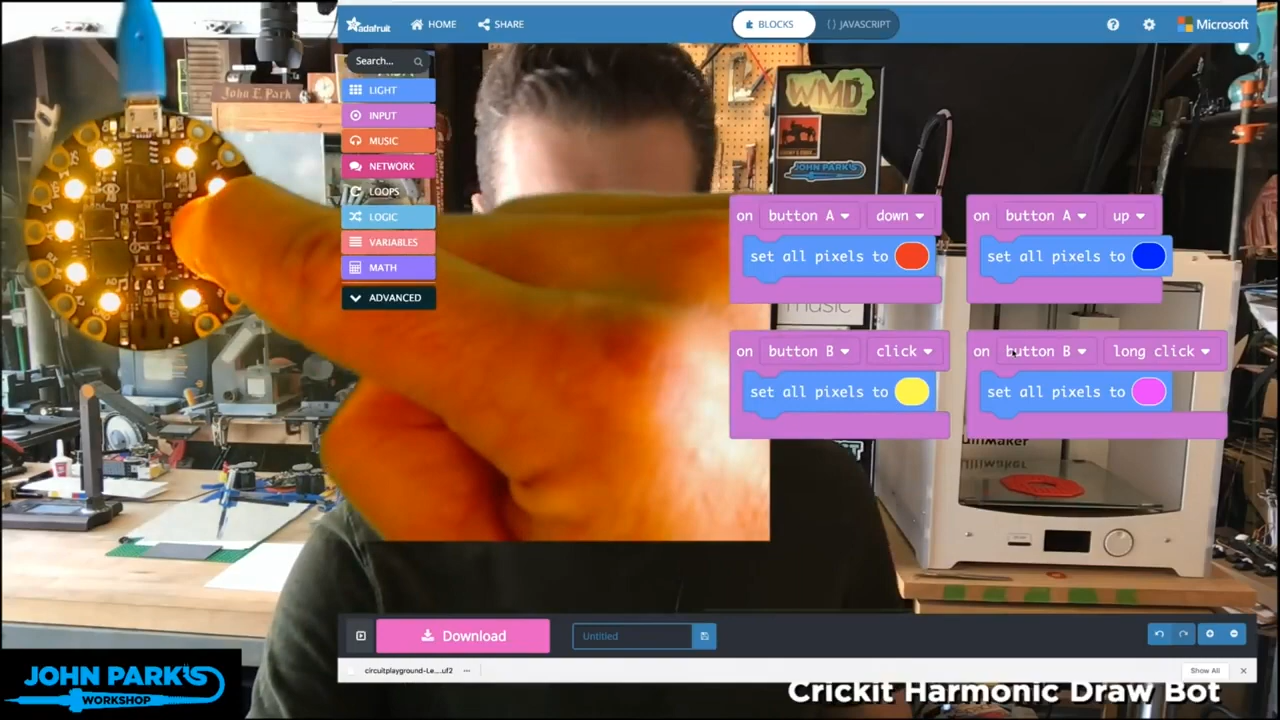 adafruit
HOME
SHARE
BLOCKS
{ } JAVASCRIPT
Microsoft
Search...
LIGHT
INPUT
MUSIC
NETWORK
LOOPS
LOGIC
VARIABLES
MATH
ADVANCED
John E. Park
WMD
JOHN PARK'S
on button A down
set all pixels to
on button A up
set all pixels to
music
on button B click
set all pixels to
on button B long click
set all pixels to
Ultimaker
Download
Untitled
circuitplayground-Le....uf2
Show All
JOHN PARK'S
WORKSHOP
Crickit Harmonic Draw Bot